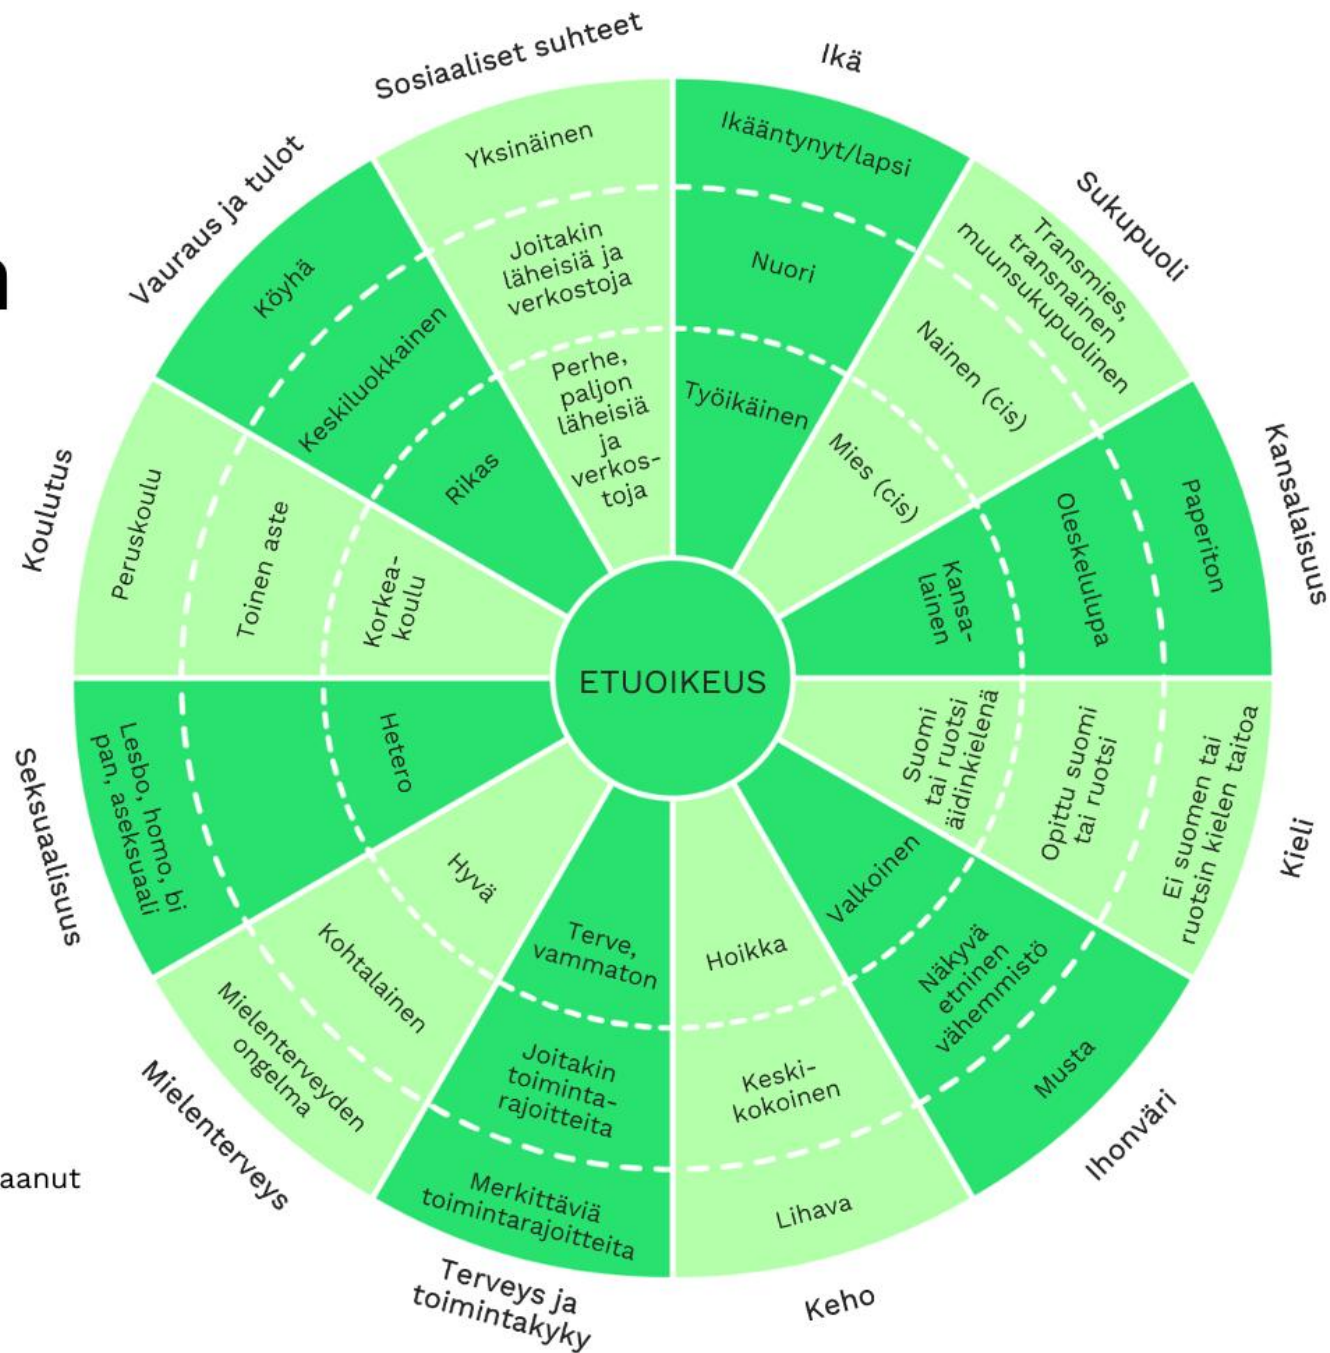 n
aanut
ETUOIKEUS
Ikä
Ikääntynyt/lapsi
Nuori
Työikäinen
Sukupuoli
Transmies,
transnainen
muunsukupuolinen
Nainen (cis)
Mies (cis)
Kansalaisuus
Paperiton
Oleskelulupa
Kansa-
lainen
Kieli
Ei suomen tai
ruotsin kielen taitoa
Opittu suomi
tai ruotsi
Suomi
tai ruotsi
äidinkielenä
Ihonväri
Musta
Näkyvä
etninen
vähemmistö
Valkoinen
Keho
Lihava
Keski-
kokoinen
Hoikka
Terveys ja
toimintakyky
Merkittäviä
toimintarajoitteita
Joitakin
toiminta-
rajoitteita
Terve,
vammaton
Mielenterveys
Mielenterveyden
ongelma
Kohtalainen
Hyvä
Seksuaalisuus
Lesbo, homo, bi
pan, aseksuaali
Hetero
Koulutus
Peruskoulu
Toinen aste
Korkea-
koulu
Vauraus ja tulot
Köyhä
Keskiluokkainen
Rikas
Sosiaaliset suhteet
Yksinäinen
Joitakin
läheisiä ja
verkostoja
Perhe,
paljon
läheisiä
ja
verkos-
toja